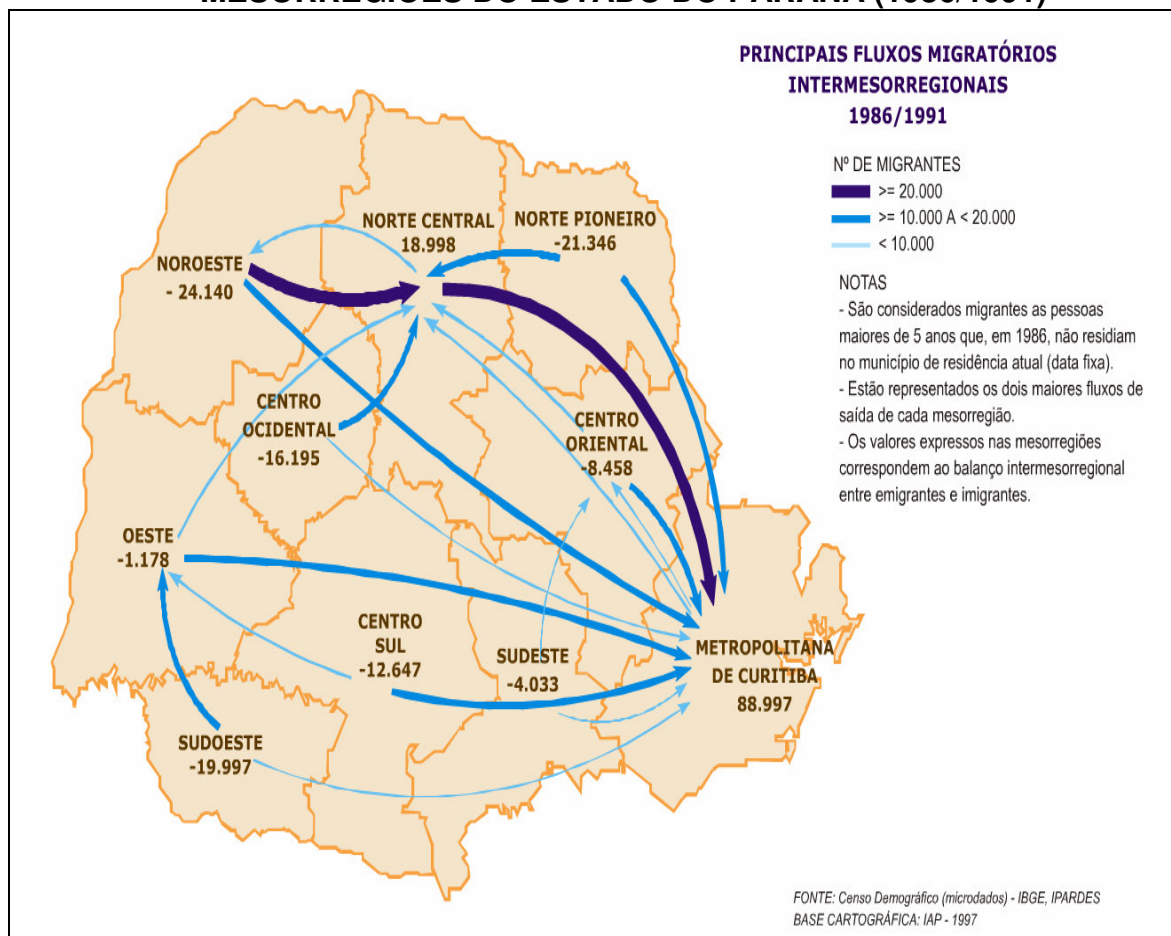 PRINCIPAIS FLUXOS MIGRATÓRIOS
INTERMESORREGIONAIS
1986/1991
Nº DE MIGRANTES
>= 20.000
>= 10.000 A < 20.000
< 10.000
NOTAS
- São considerados migrantes as pessoas
maiores de 5 anos que, em 1986, não residiam
no município de residência atual (data fixa).
- Estão representados os dois maiores fluxos de
saída de cada mesorregião.
- Os valores expressos nas mesorregiões
correspondem ao balanço intermesorregional
entre emigrantes e imigrantes.
NORTE CENTRAL
18.998
NORTE PIONEIRO
-21.346
NOROESTE
- 24.140
CENTRO
OCIDENTAL
-16.195
CENTRO
ORIENTAL
-8.458
OESTE
-1.178
CENTRO
SUL
-12.647
SUDESTE
-4.033
METROPOLITANA
DE CURITIBA
88.997
SUDOESTE
-19.997
FONTE: Censo Demográfico (microdados) - IBGE, IPARDES
BASE CARTOGRÁFICA: IAP - 1997